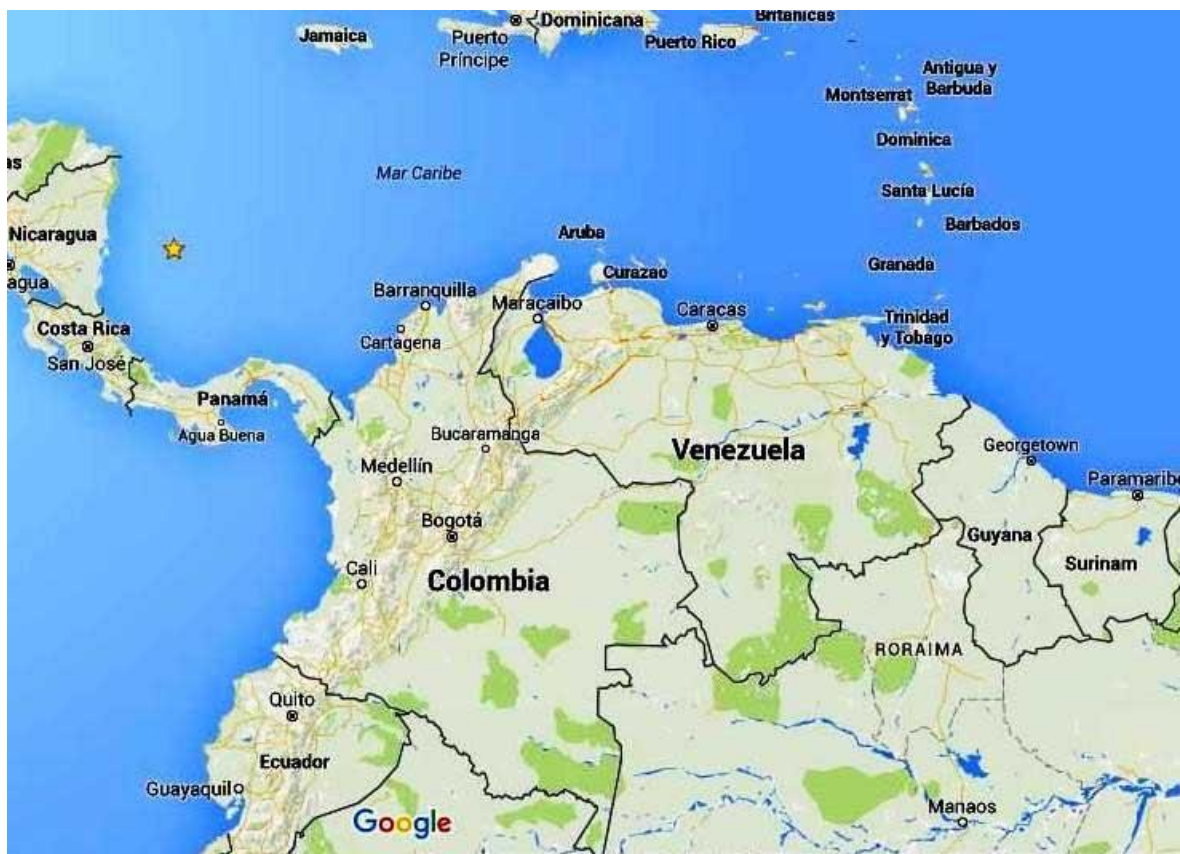 Británicas
Dominicana
Jamaica
Puerto
Príncipe
Puerto Rico
Antigua y
Barbuda
Montserrat
Dominica
as
Mar Caribe
Santa Lucía
Barbados
Nicaragua
Aruba
Granada
Curazao
agua
Barranquilla
Maracaibo
Caracas
Trinidad
y Tobago
Costa Rica
Cartagena
San José
Panamá
Agua Buena
Bucaramanga
Venezuela
Georgetown
Medellín
Paramaribo
Bogotá
Guyana
Cali
Colombia
Surinam
RORAIMA
Quito
Ecuador
Guayaquil
Google
Manaos